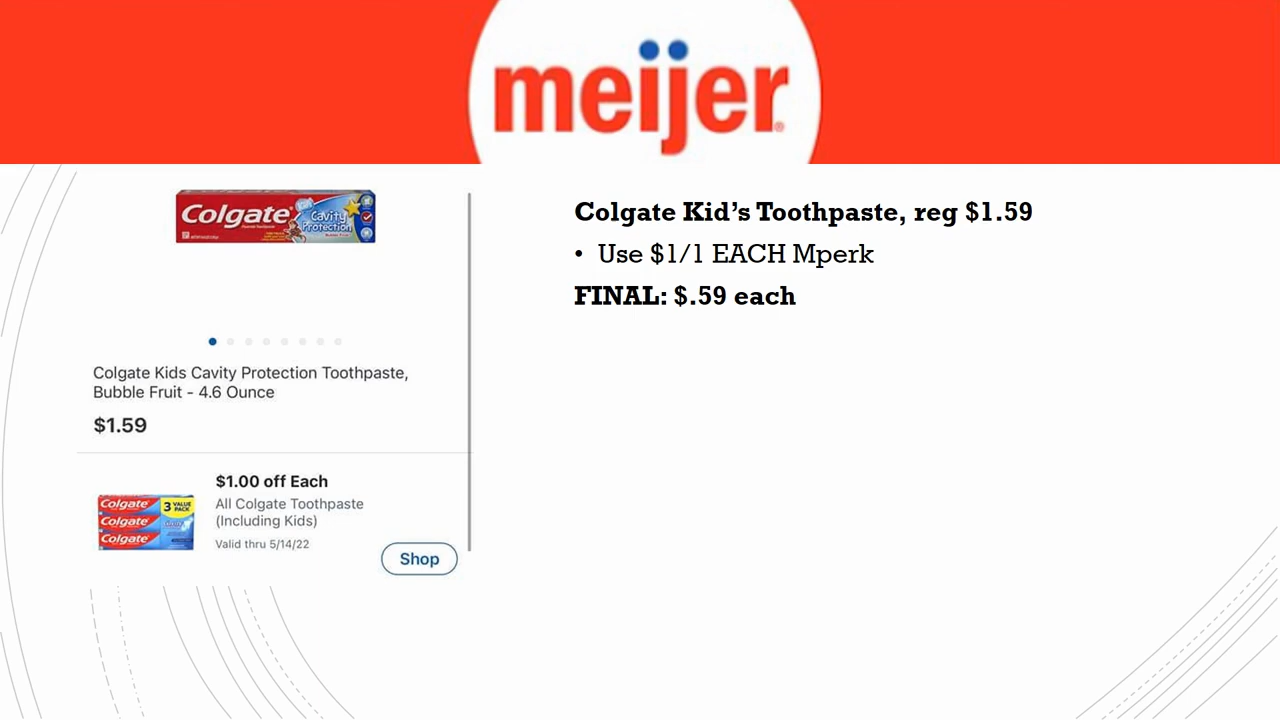 meijer
Colgate
Cavity
Protection
Colgate Kid’s Toothpaste, reg $1.59
• Use $1/1 EACH Mperk
FINAL: $.59 each
Colgate Kids Cavity Protection Toothpaste,
Bubble Fruit - 4.6 Ounce
$1.59
$1.00 off Each
All Colgate Toothpaste
(Including Kids)
Valid thru 5/14/22
Shop
Colgate
Colgate
Colgate
3 VALUE
PACK